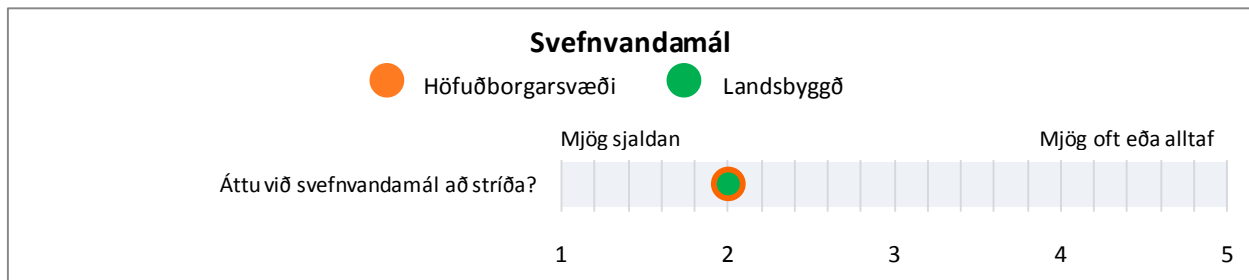 Svefnvandamál
Höfuðborgarsvæði Landsbyggð
Mjög sjaldan Mjög oft eða alltaf
Áttu við svefnvandamál að stríða?
1 2 3 4 5